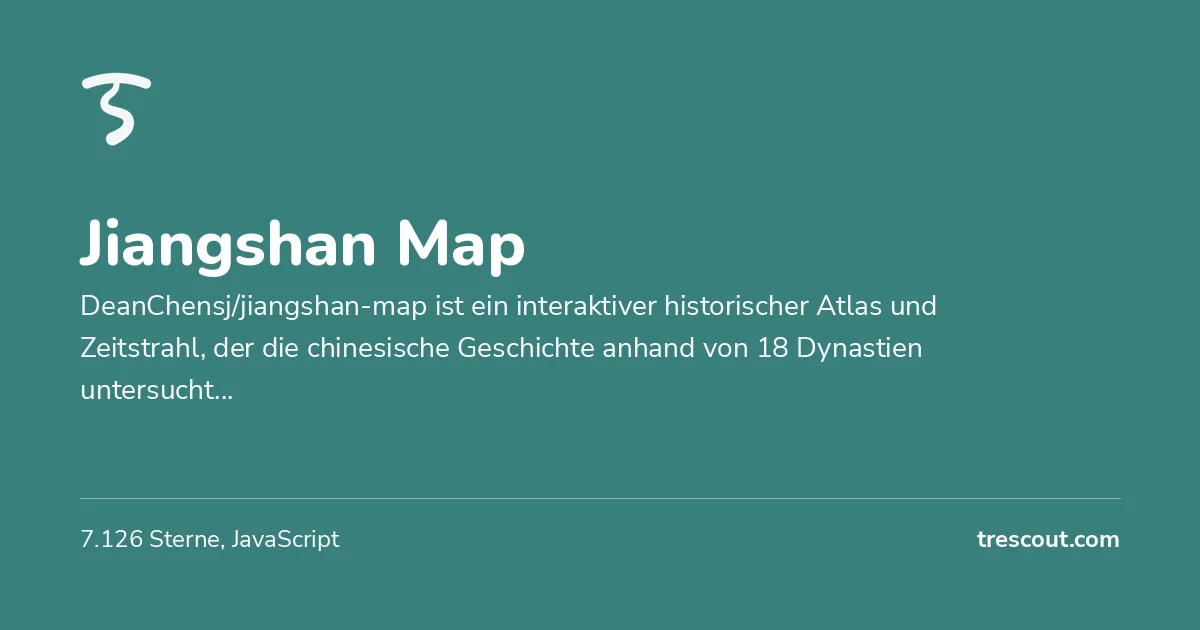 Jiangshan Map
DeanChensj/jiangshan-map ist ein interaktiver historischer Atlas und
Zeitstrahl, der die chinesische Geschichte anhand von 18 Dynastien
untersucht...
7.126 Sterne, JavaScript
trescout.com